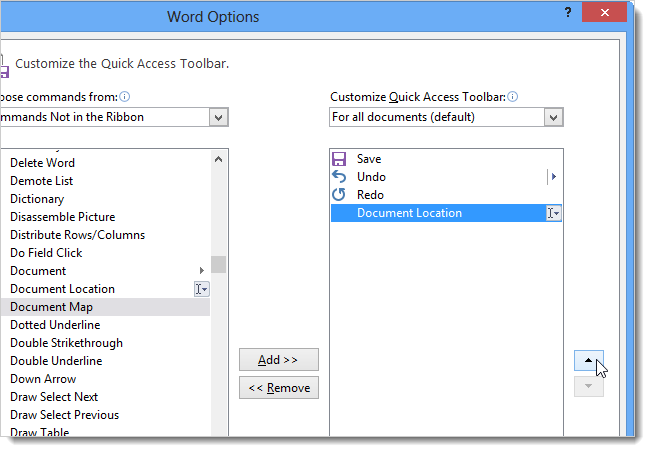 Word Options
?
Customize the Quick Access Toolbar.
oose commands from:
mmands Not in the Ribbon
Delete Word
Demote List
Dictionary
Disassemble Picture
Distribute Rows/Columns
Do Field Click
Document
Document Location
Document Map
Dotted Underline
Double Strikethrough
Double Underline
Down Arrow
Draw Select Next
Draw Select Previous
Draw Table
Add >>
<< Remove
Customize Quick Access Toolbar:
For all documents (default)
Save
Undo
Redo
Document Location